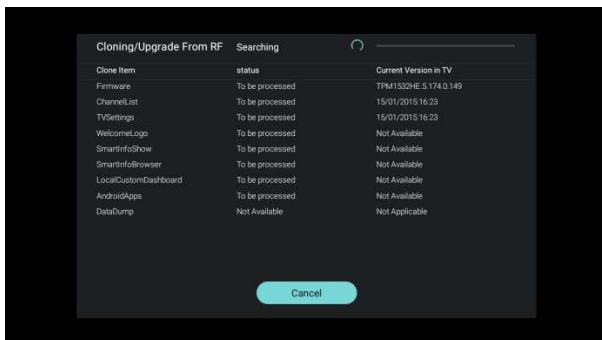 Cloning/Upgrade From RF Searching
Clone Item status Current Version in TV
Firmware To be processed TPM1532HE.5.174.0.149
ChannelList To be processed 15/01/2015:16:23
TVSettings To be processed 15/01/2015:16:23
WelcomeLogo To be processed Not Available
SmartInfoShow To be processed Not Available
SmartInfoBrowser To be processed Not Available
LocalCustomDashboard To be processed Not Available
AndroidApps To be processed Not Available
DataDump Not Available Not Applicable
Cancel